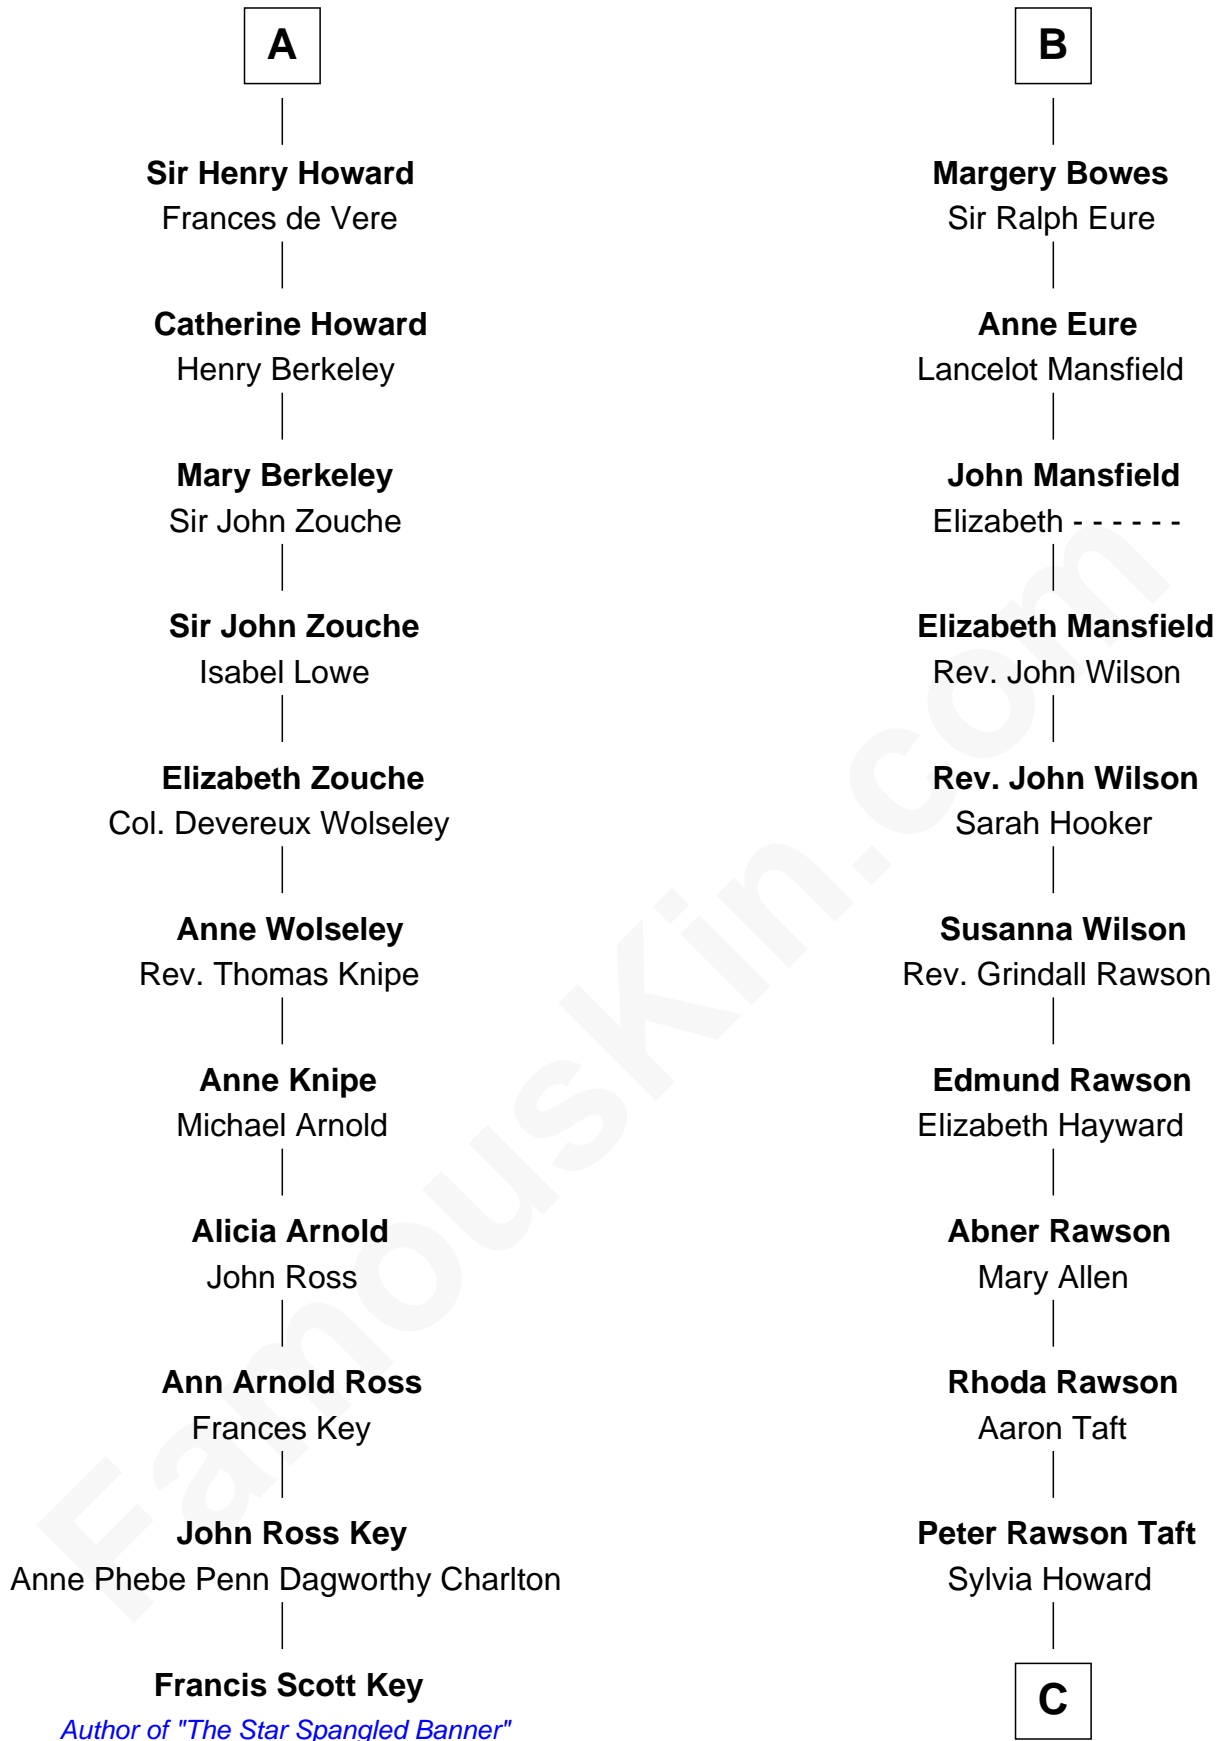 A
Sir Henry Howard
Frances de Vere
Catherine Howard
Henry Berkeley
Mary Berkeley
Sir John Zouche
Sir John Zouche
Isabel Lowe
Elizabeth Zouche
Col. Devereux Wolseley
Anne Wolseley
Rev. Thomas Knipe
Anne Knipe
Michael Arnold
Alicia Arnold
John Ross
Ann Arnold Ross
Frances Key
John Ross Key
Anne Phebe Penn Dagworthy Charlton
Francis Scott Key
Author of "The Star Spangled Banner"
B
Margery Bowes
Sir Ralph Eure
Anne Eure
Lancelot Mansfield
John Mansfield
Elizabeth - - - - - -
Elizabeth Mansfield
Rev. John Wilson
Rev. John Wilson
Sarah Hooker
Susanna Wilson
Rev. Grindall Rawson
Edmund Rawson
Elizabeth Hayward
Abner Rawson
Mary Allen
Rhoda Rawson
Aaron Taft
Peter Rawson Taft
Sylvia Howard
C
FamousKin.com